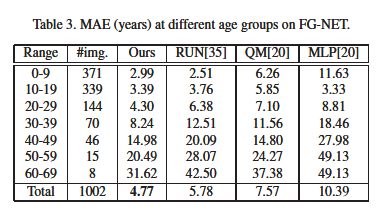 Table 3. MAE (years) at different age groups on FG-NET.
Range #img. Ours RUN[35] QM[20] MLP[20]
0-9 371 2.99 2.51 6.26 11.63
10-19 339 3.39 3.76 5.85 3.33
20-29 144 4.30 6.38 7.10 8.81
30-39 70 8.24 12.51 11.56 18.46
40-49 46 14.98 20.09 14.80 27.98
50-59 15 20.49 28.07 24.27 49.13
60-69 8 31.62 42.50 37.38 49.13
Total 1002 4.77 5.78 7.57 10.39